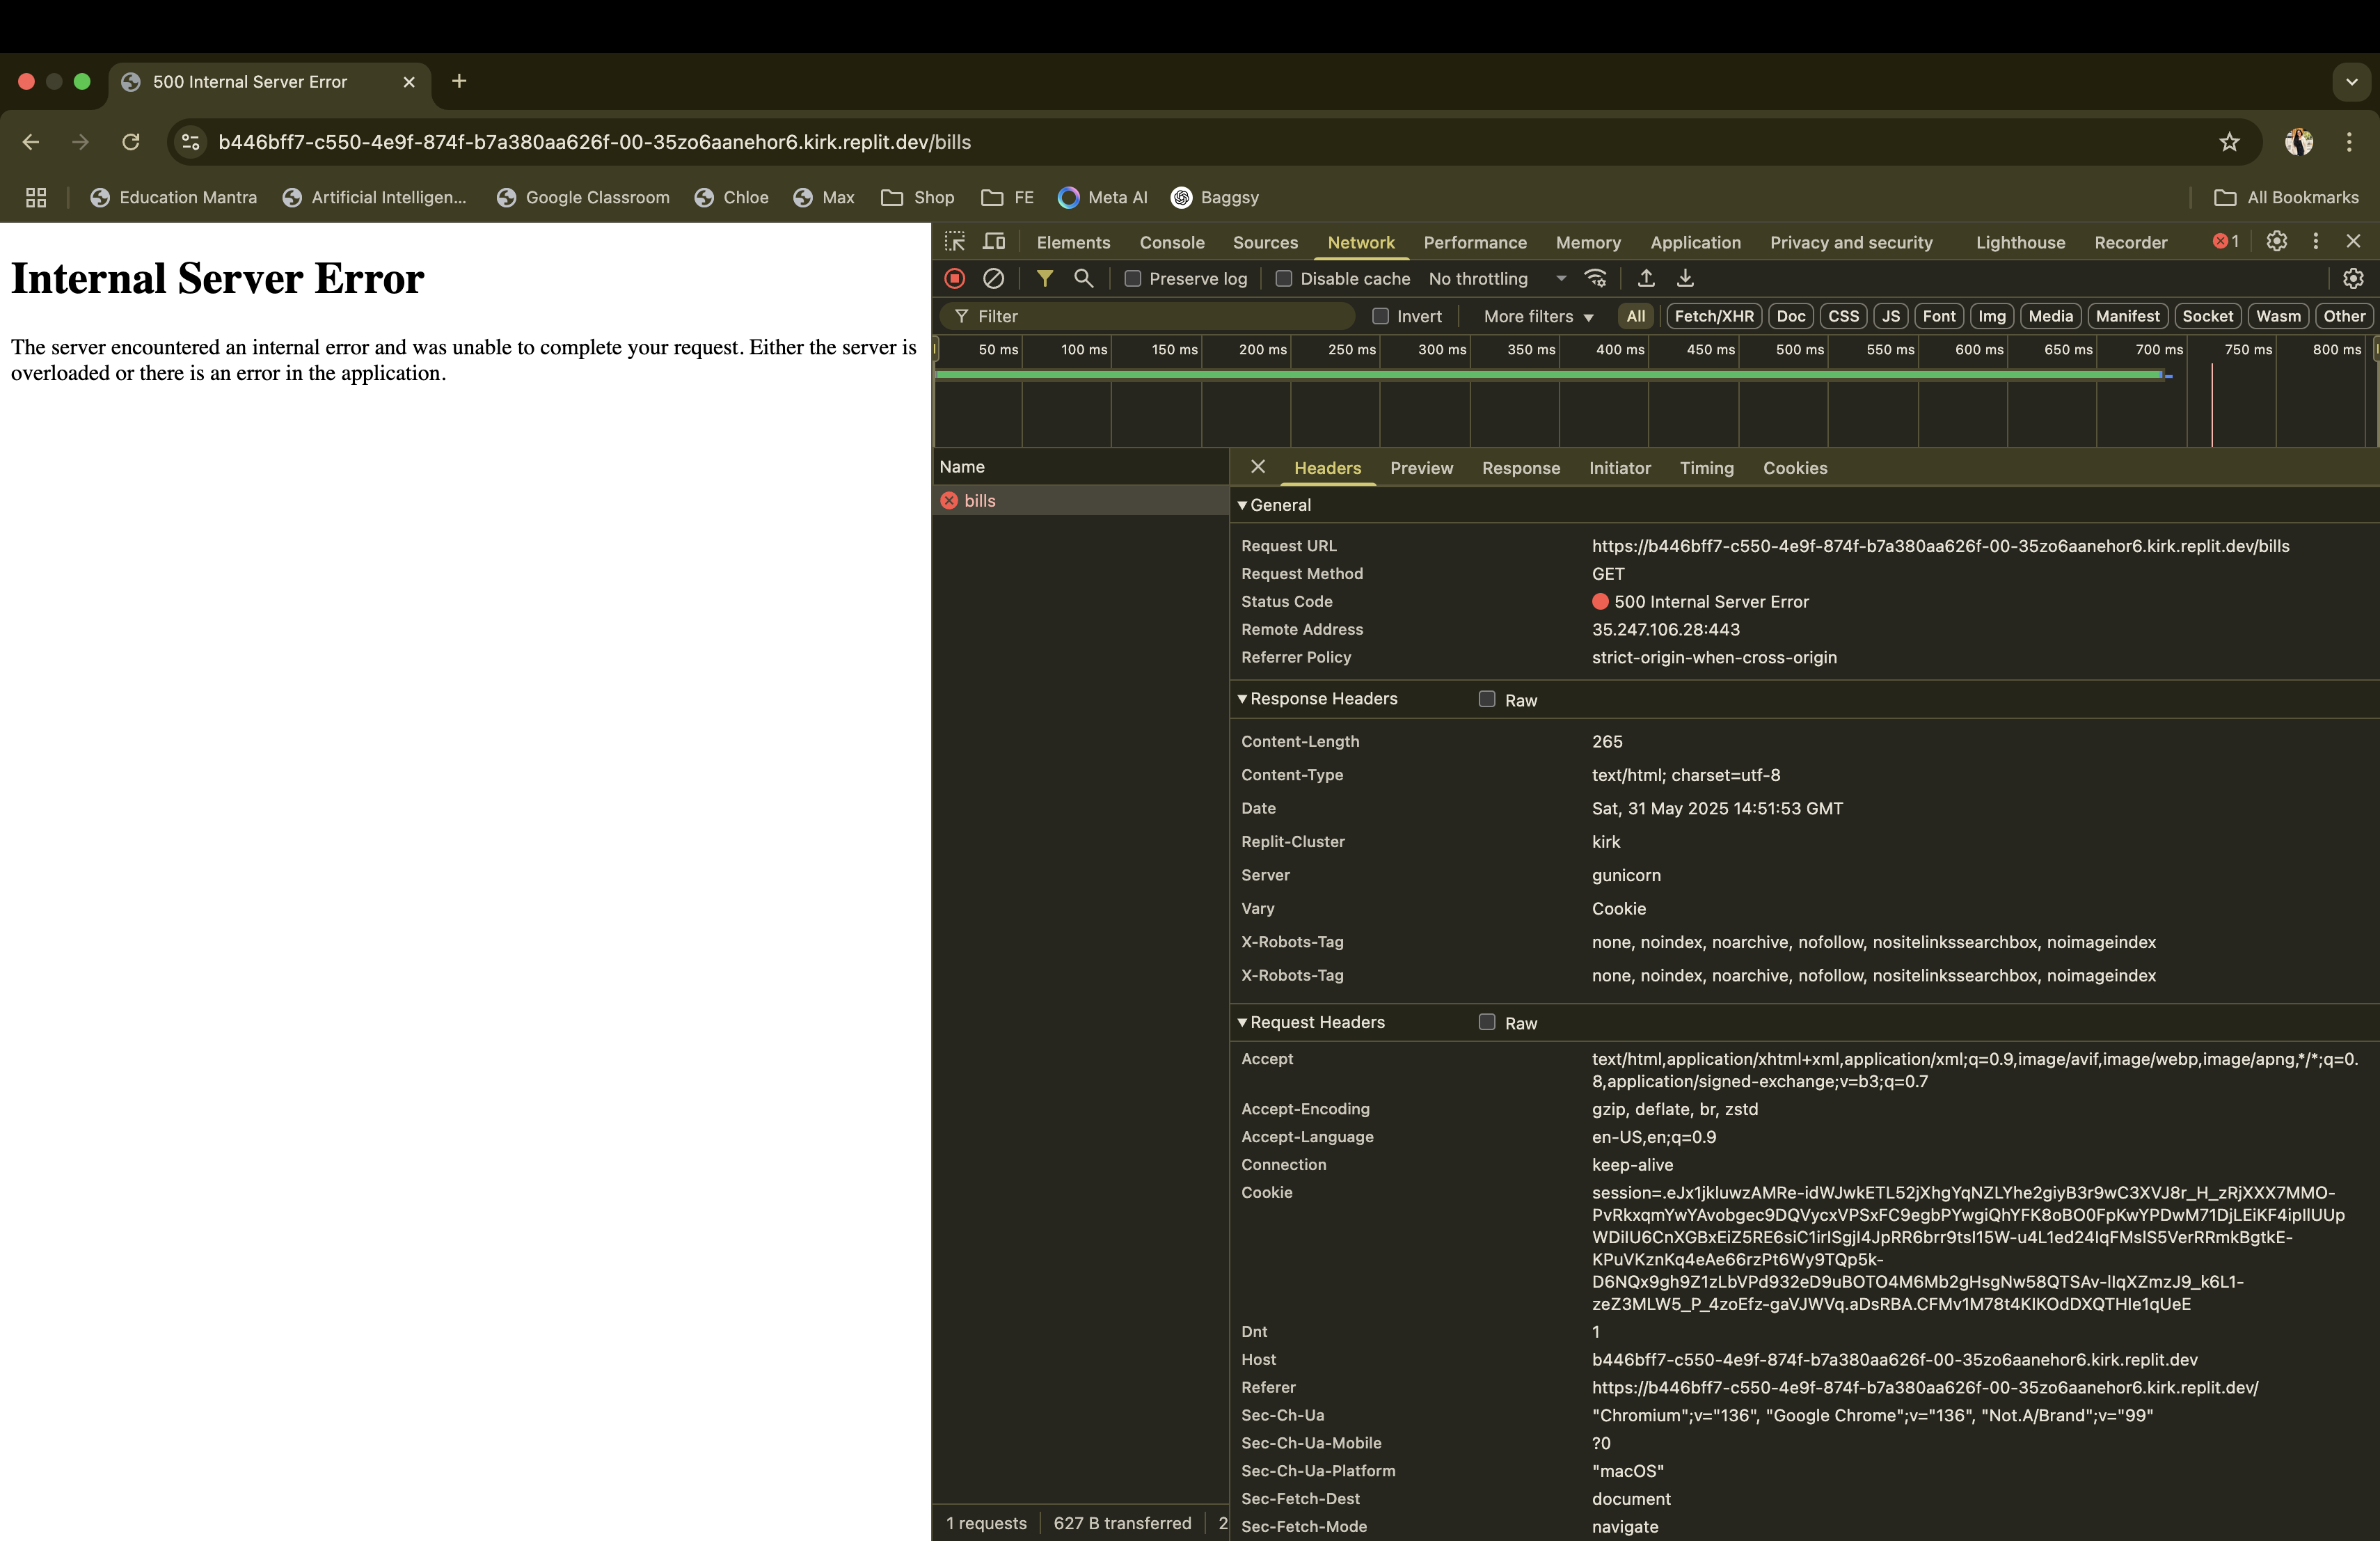 500 Internal Server Error
b446bff7-c550-4e9f-874f-b7a380aa626f-00-35zo6aanehor6.kirk.replit.dev/bills
Education Mantra Artificial Intelligen... Google Classroom Chloe Max Shop FE Meta AI Baggsy All Bookmarks
Internal Server Error
The server encountered an internal error and was unable to complete your request. Either the server is
overloaded or there is an error in the application.
Elements Console Sources Network Performance Memory Application Privacy and security Lighthouse Recorder 1
Preserve log Disable cache No throttling
Filter Invert More filters All Fetch/XHR Doc CSS JS Font Img Media Manifest Socket Wasm Other
50 ms 100 ms 150 ms 200 ms 250 ms 300 ms 350 ms 400 ms 450 ms 500 ms 550 ms 600 ms 650 ms 700 ms 750 ms 800 ms
Name
bills
Headers Preview Response Initiator Timing Cookies
General
Request URL https://b446bff7-c550-4e9f-874f-b7a380aa626f-00-35zo6aanehor6.kirk.replit.dev/bills
Request Method GET
Status Code 500 Internal Server Error
Remote Address 35.247.106.28:443
Referrer Policy strict-origin-when-cross-origin
Response Headers Raw
Content-Length 265
Content-Type text/html; charset=utf-8
Date Sat, 31 May 2025 14:51:53 GMT
Replit-Cluster kirk
Server gunicorn
Vary Cookie
X-Robots-Tag none, noindex, noarchive, nofollow, nositelinkssearchbox, noimageindex
X-Robots-Tag none, noindex, noarchive, nofollow, nositelinkssearchbox, noimageindex
Request Headers Raw
Accept text/html,application/xhtml+xml,application/xml;q=0.9,image/avif,image/webp,image/apng,*/*;q=0.
8,application/signed-exchange;v=b3;q=0.7
Accept-Encoding gzip, deflate, br, zstd
Accept-Language en-US,en;q=0.9
Connection keep-alive
Cookie session=.eJx1jkluwzAMRe-idWJwkETL52jXhgYqNZLYhe2giyB3r9wC3XVJ8r_H_zRjXXX7MMO-
PvRkxqmYwYAvobgec9DQVycxVPSxFC9egbPYwgiQhYFK8oBO0FpKwYPDwM71DjLEiKF4ipIlUUp
WDiIU6CnXGBxEiZ5RE6siC1irISgjI4JpRR6brr9tsI15W-u4L1ed24IqFMsIS5VerRRmkBgtkE-
KPuVKznKq4eAe66rzPt6Wy9TQp5k-
D6NQx9gh9Z1zLbVPd932eD9uBOTO4M6Mb2gHsgNw58QTSAv-lIqXZmzJ9_k6L1-
zeZ3MLW5_P_4zoEfz-gaVJWVq.aDsRBA.CFMv1M78t4KIKOdDXQTHIe1qUeE
Dnt 1
Host b446bff7-c550-4e9f-874f-b7a380aa626f-00-35zo6aanehor6.kirk.replit.dev
Referer https://b446bff7-c550-4e9f-874f-b7a380aa626f-00-35zo6aanehor6.kirk.replit.dev/
Sec-Ch-Ua "Chromium";v="136", "Google Chrome";v="136", "Not.A/Brand";v="99"
Sec-Ch-Ua-Mobile ?0
Sec-Ch-Ua-Platform "macOS"
Sec-Fetch-Dest document
Sec-Fetch-Mode navigate
1 requests 627 B transferred 2